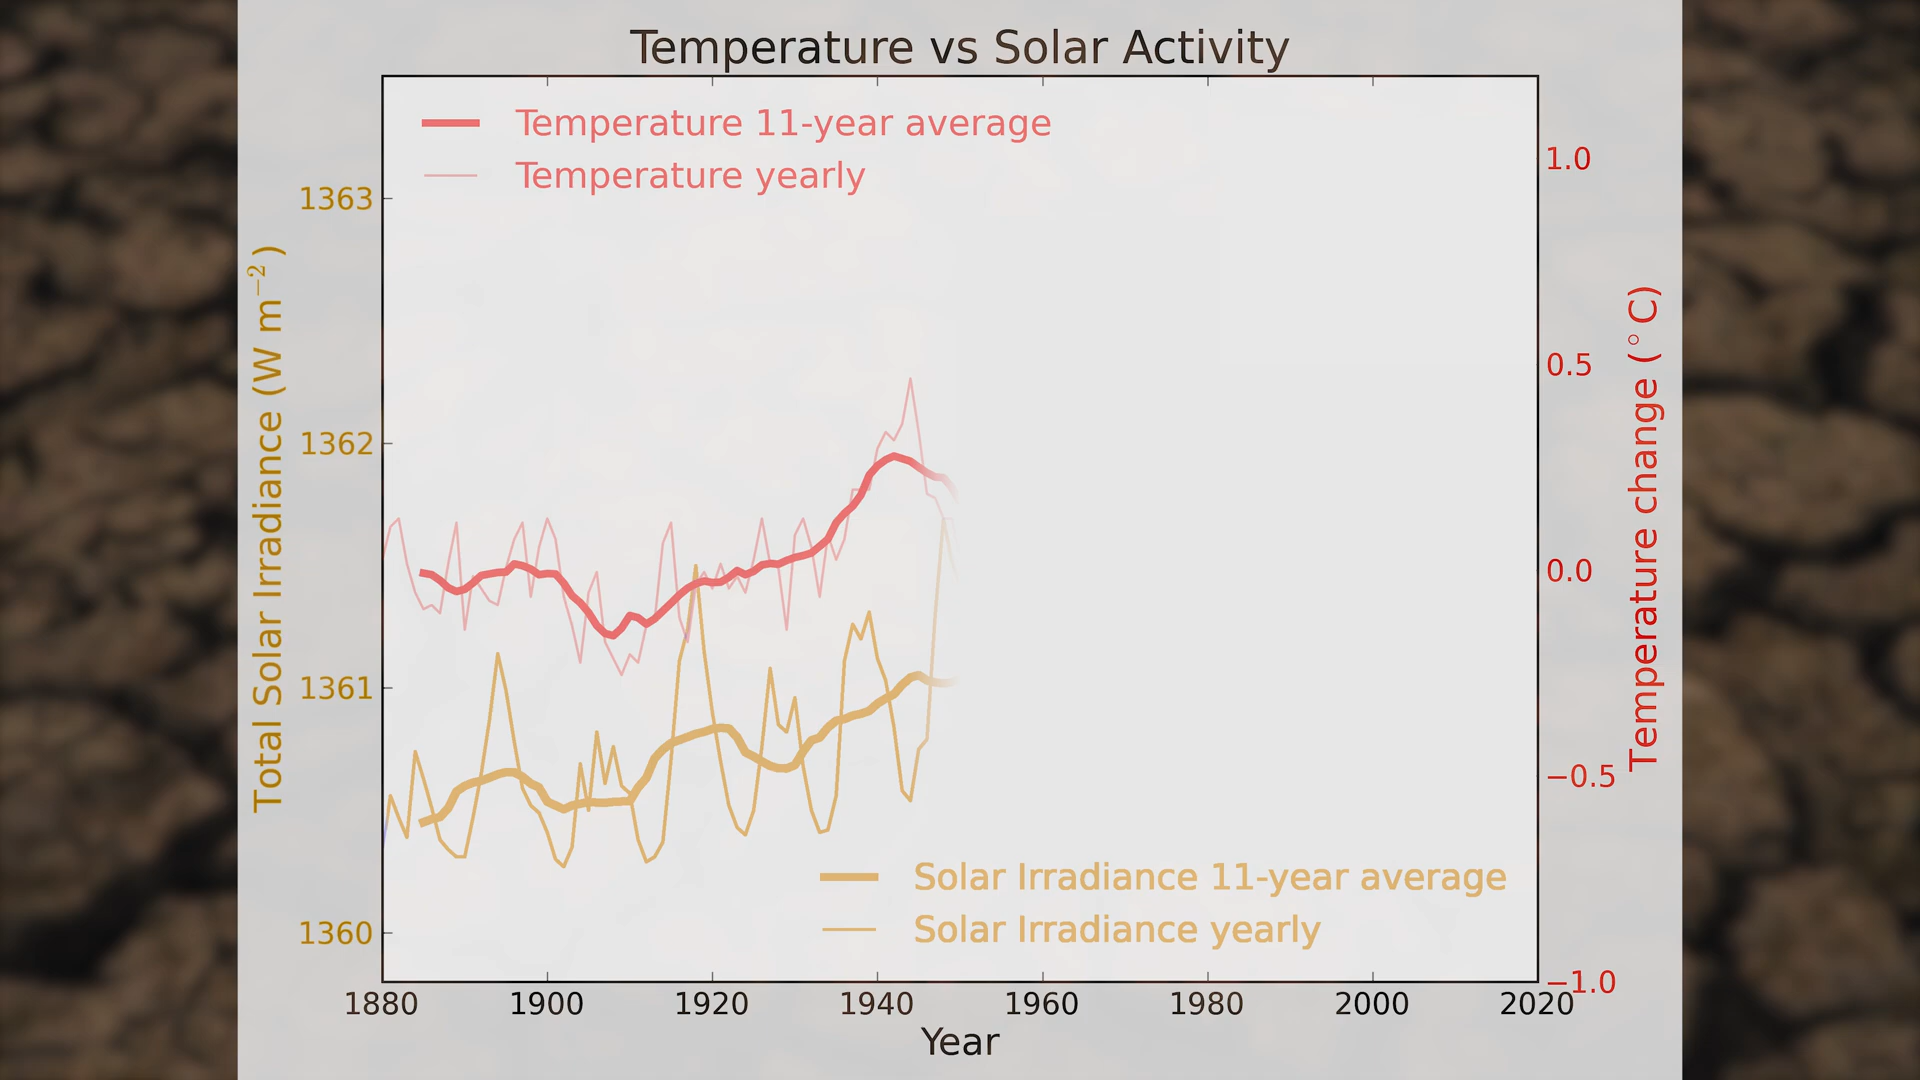 Temperature vs Solar Activity
Temperature 11-year average
Temperature yearly
1363
1362
1361
1360
Total Solar Irradiance (W m⁻²)
1.0
0.5
0.0
−0.5
−1.0
Temperature change (°C)
Solar Irradiance 11-year average
Solar Irradiance yearly
1880 1900 1920 1940 1960 1980 2000 2020
Year